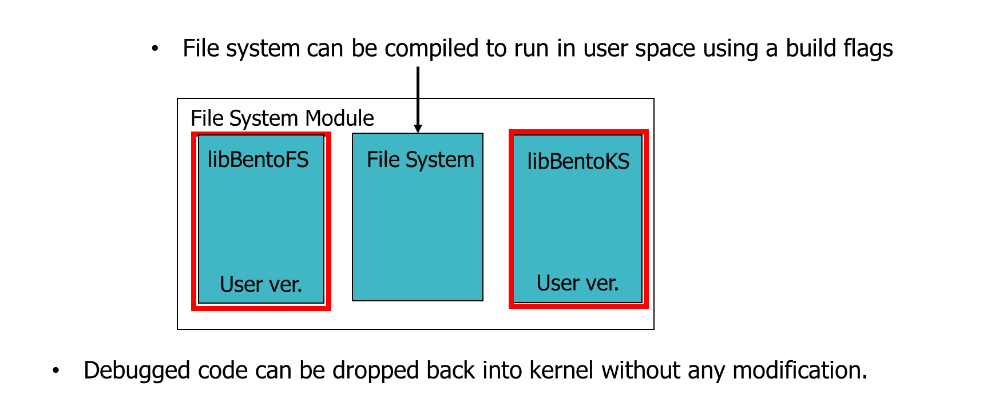 • File system can be compiled to run in user space using a build flags
File System Module
libBentoFS
File System
libBentoKS
User ver.
User ver.
• Debugged code can be dropped back into kernel without any modification.